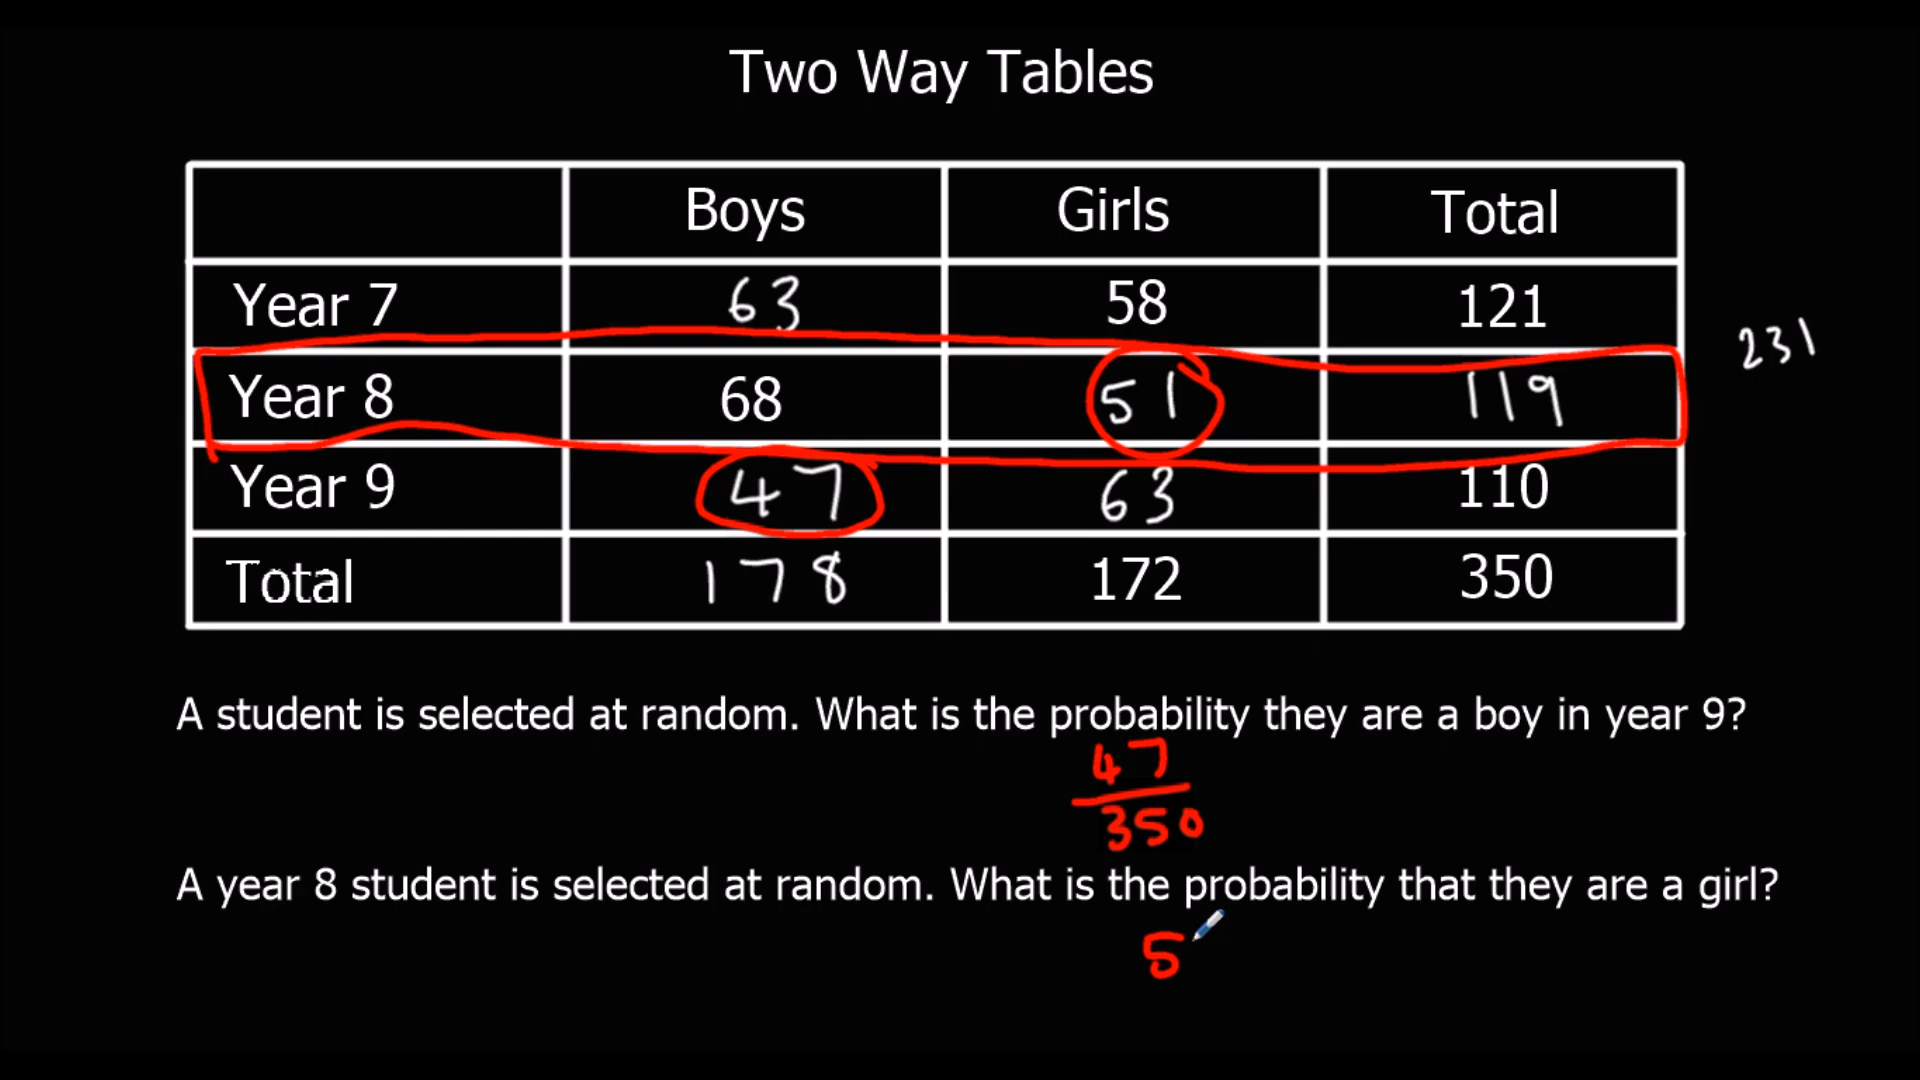 Two Way Tables
Boys Girls Total
Year 7 63 58 121
231
Year 8 68 51 119
Year 9 47 63 110
Total 178 172 350
A student is selected at random. What is the probability they are a boy in year 9?
47
350
A year 8 student is selected at random. What is the probability that they are a girl?
5